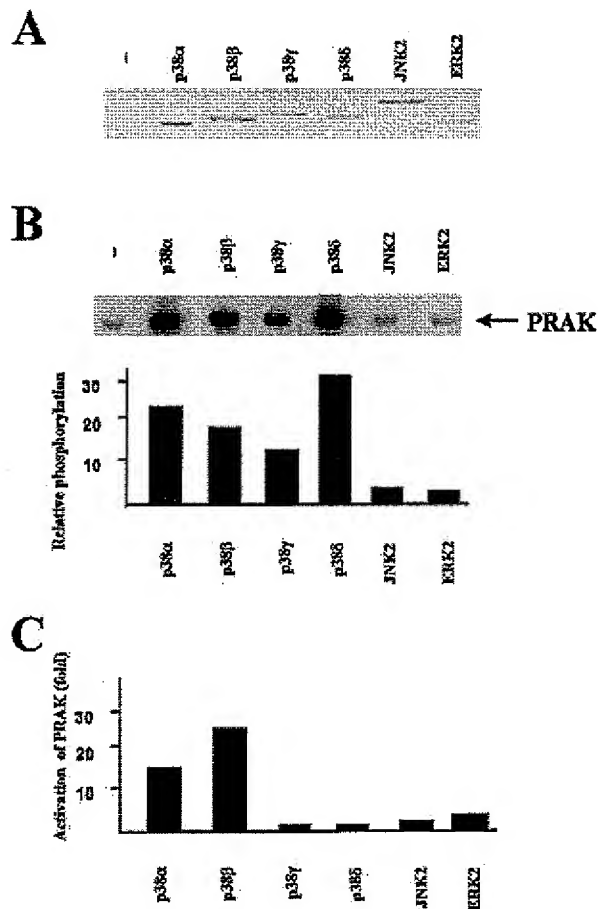 A
p38α p38β p38γ p38δ JNK2 ERK2
B
p38α p38β p38γ p38δ JNK2 ERK2
PRAK
Relative phosphorylation
30
20
10
p38α p38β p38γ p38δ JNK2 ERK2
C
Activation of PRAK (fold)
30
20
10
p38α p38β p38γ p38δ JNK2 ERK2